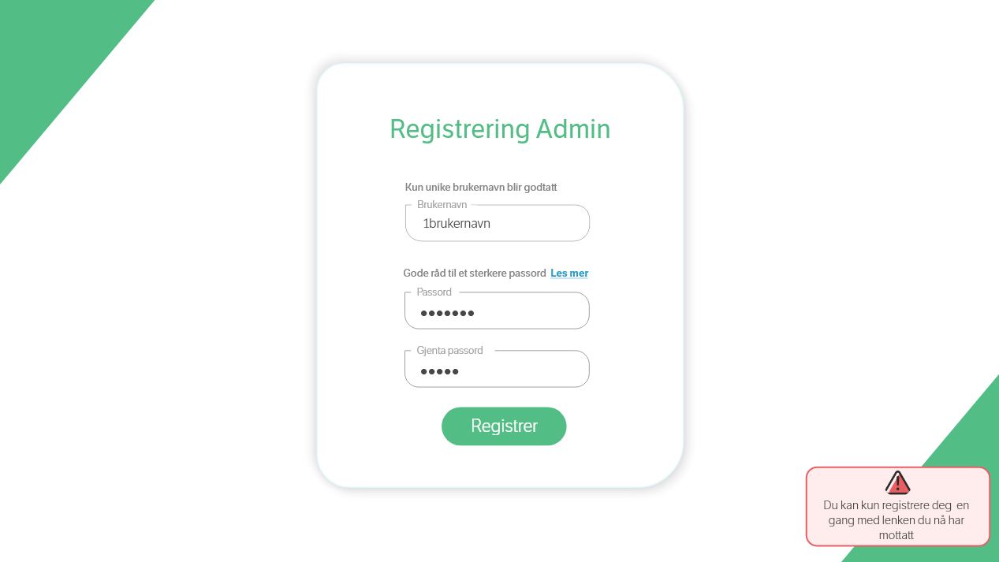 Registrering Admin
Kun unike brukernavn blir godtatt
Brukernavn
1brukernavn
Gode råd til et sterkere passord Les mer
Passord
●●●●●●●
Gjenta passord
●●●●●
Registrer
Du kan kun registrere deg en
gang med lenken du nå har
mottatt